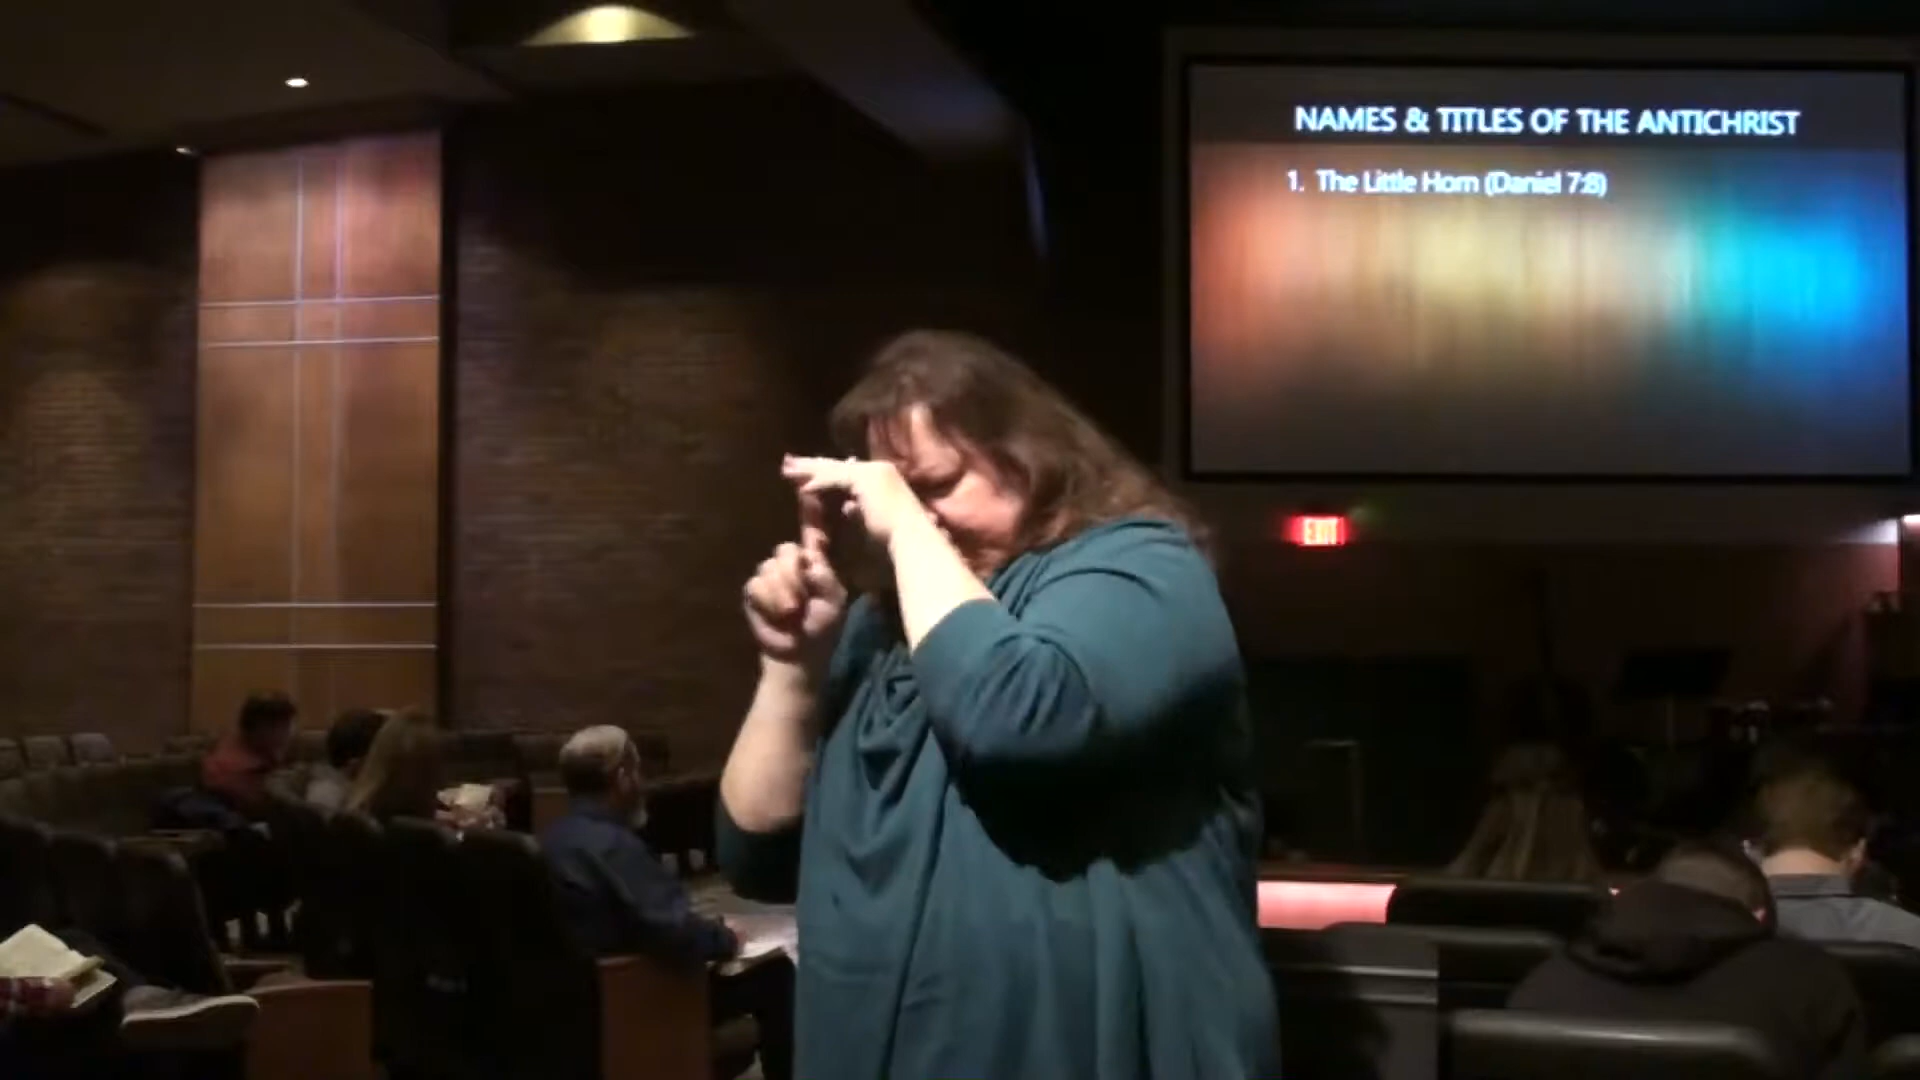 NAMES & TITLES OF THE ANTICHRIST
1. The Little Horn (Daniel 7:8)
EXIT